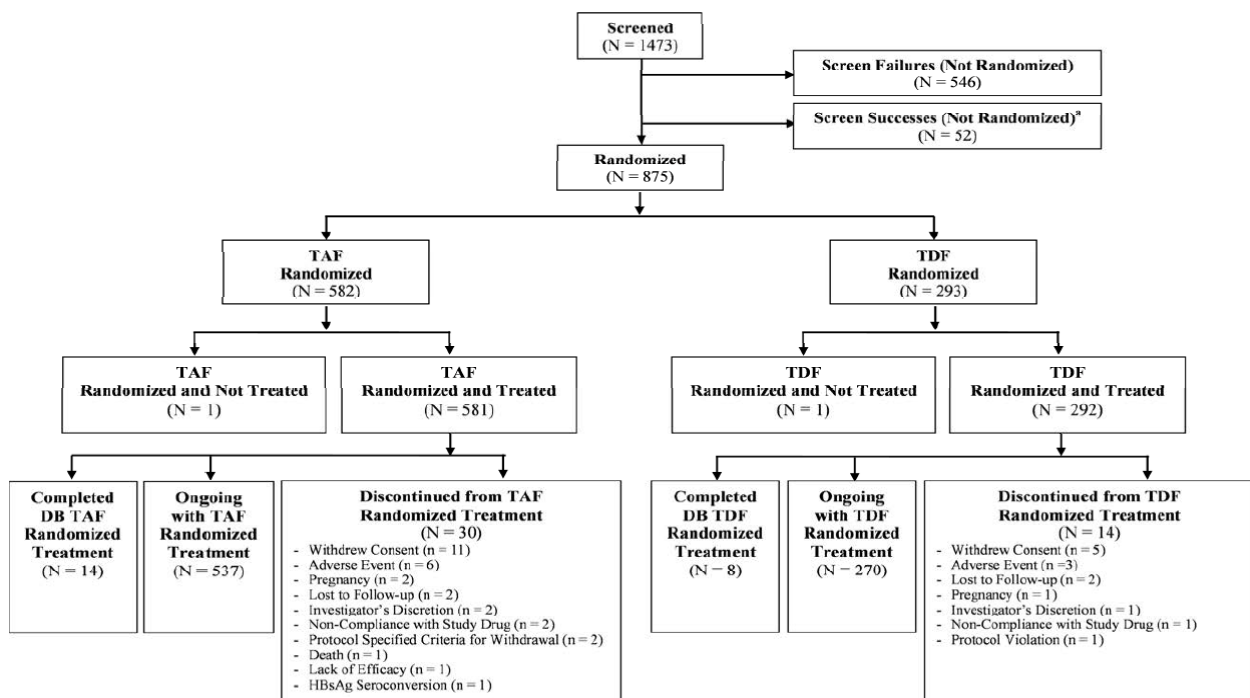 Screened
(N = 1473)
Screen Failures (Not Randomized)
(N = 546)
Screen Successes (Not Randomized)a
(N = 52)
Randomized
(N = 875)
TAF
Randomized
(N = 582)
TDF
Randomized
(N = 293)
TAF
Randomized and Not Treated
(N = 1)
TAF
Randomized and Treated
(N = 581)
TDF
Randomized and Not Treated
(N = 1)
TDF
Randomized and Treated
(N = 292)
Completed
DB TAF
Randomized
Treatment
(N = 14)
Ongoing
with TAF
Randomized
Treatment
(N = 537)
Discontinued from TAF
Randomized Treatment
(N = 30)
- Withdrew Consent (n = 11)
- Adverse Event (n = 6)
- Pregnancy (n = 2)
- Lost to Follow-up (n = 2)
- Investigator's Discretion (n = 2)
- Non-Compliance with Study Drug (n = 2)
- Protocol Specified Criteria for Withdrawal (n = 2)
- Death (n = 1)
- Lack of Efficacy (n = 1)
- HBsAg Seroconversion (n = 1)
Completed
DB TDF
Randomized
Treatment
(N = 8)
Ongoing
with TDF
Randomized
Treatment
(N = 270)
Discontinued from TDF
Randomized Treatment
(N = 14)
- Withdrew Consent (n = 5)
- Adverse Event (n =3)
- Lost to Follow-up (n = 2)
- Pregnancy (n = 1)
- Investigator's Discretion (n = 1)
- Non-Compliance with Study Drug (n = 1)
- Protocol Violation (n = 1)